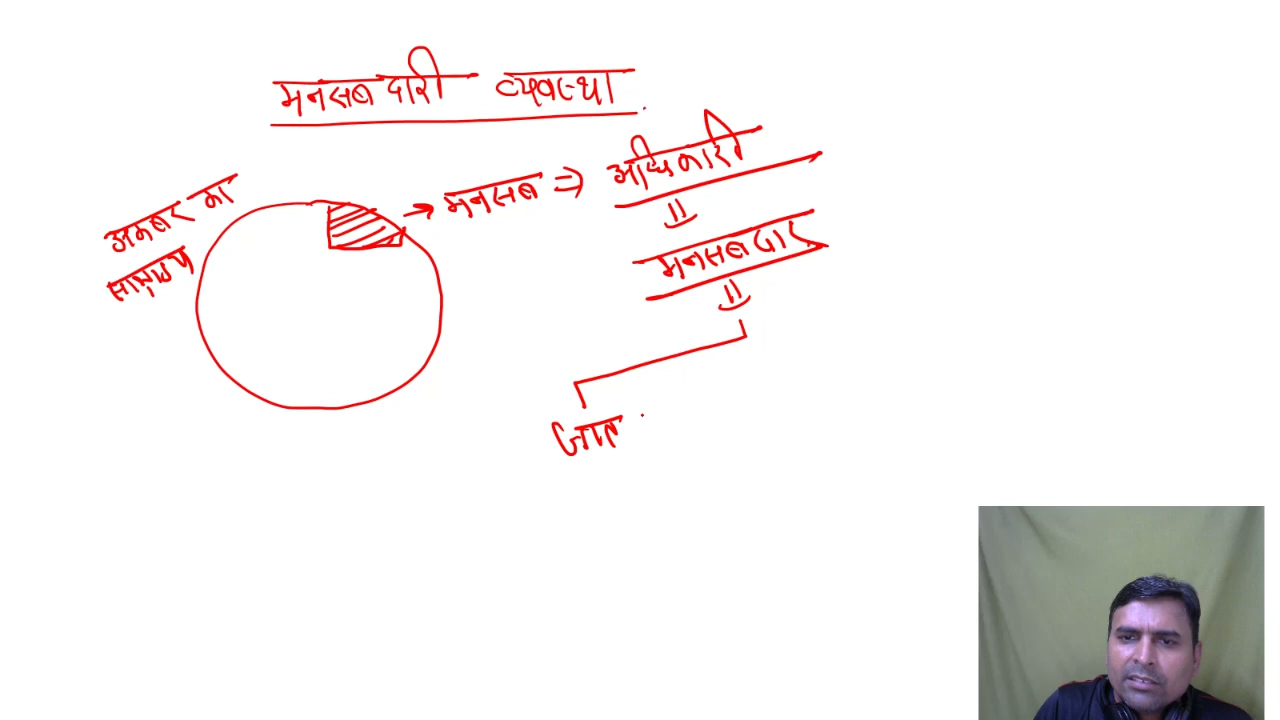 मनसबदारी व्यवस्था
अकबर का
साम्राज्य
मनसब ⇒ अधिकारी
मनसबदार
जात